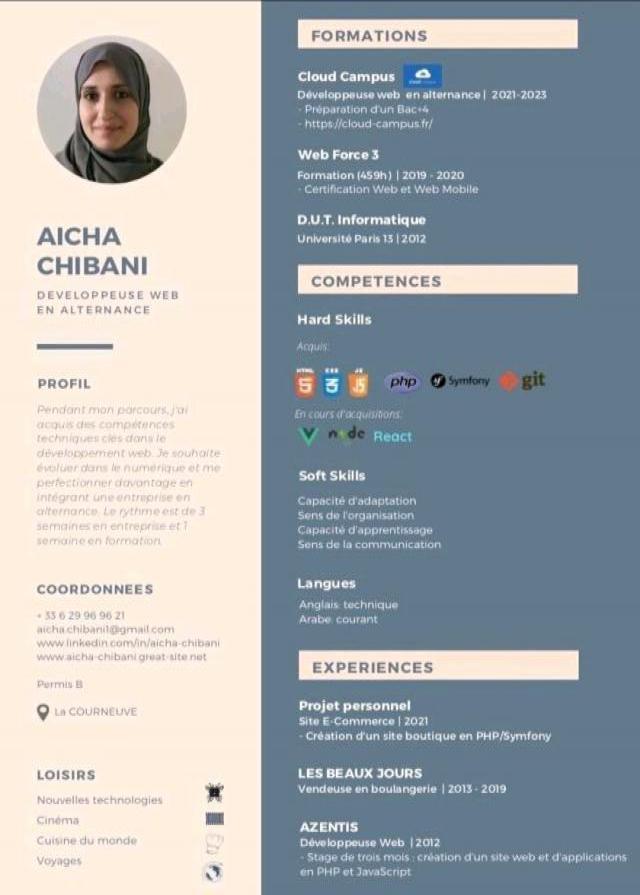 AICHA
CHIBANI
DEVELOPPEUSE WEB
EN ALTERNANCE
PROFIL
Pendant mon parcours, j'ai
acquis des compétences
techniques clés dans le
développement web. Je souhaite
évoluer dans le numérique et me
perfectionner davantage en
intégrant une entreprise en
alternance. Le rythme est de 3
semaines en entreprise et 1
semaine en formation.
COORDONNEES
+ 33 6 29 96 96 21
aicha.chibani1@gmail.com
www.linkedin.com/in/aicha-chibani
www.aicha-chibani.great-site.net
Permis B
La COURNEUVE
LOISIRS
Nouvelles technologies
Cinéma
Cuisine du monde
Voyages
FORMATIONS
Cloud Campus
Développeuse web en alternance | 2021-2023
- Préparation d'un Bac+4
- https://cloud-campus.fr/
Web Force 3
Formation (459h) | 2019 - 2020
- Certification Web et Web Mobile
D.U.T. Informatique
Université Paris 13 | 2012
COMPETENCES
Hard Skills
Acquis:
HTML 5 CSS 3 JS 5 php Symfony git
En cours d'acquisitions:
node React
Soft Skills
Capacité d'adaptation
Sens de l'organisation
Capacité d'apprentissage
Sens de la communication
Langues
Anglais: technique
Arabe: courant
EXPERIENCES
Projet personnel
Site E-Commerce | 2021
- Création d'un site boutique en PHP/Symfony
LES BEAUX JOURS
Vendeuse en boulangerie | 2013 - 2019
AZENTIS
Développeuse Web | 2012
- Stage de trois mois : création d'un site web et d'applications
en PHP et JavaScript